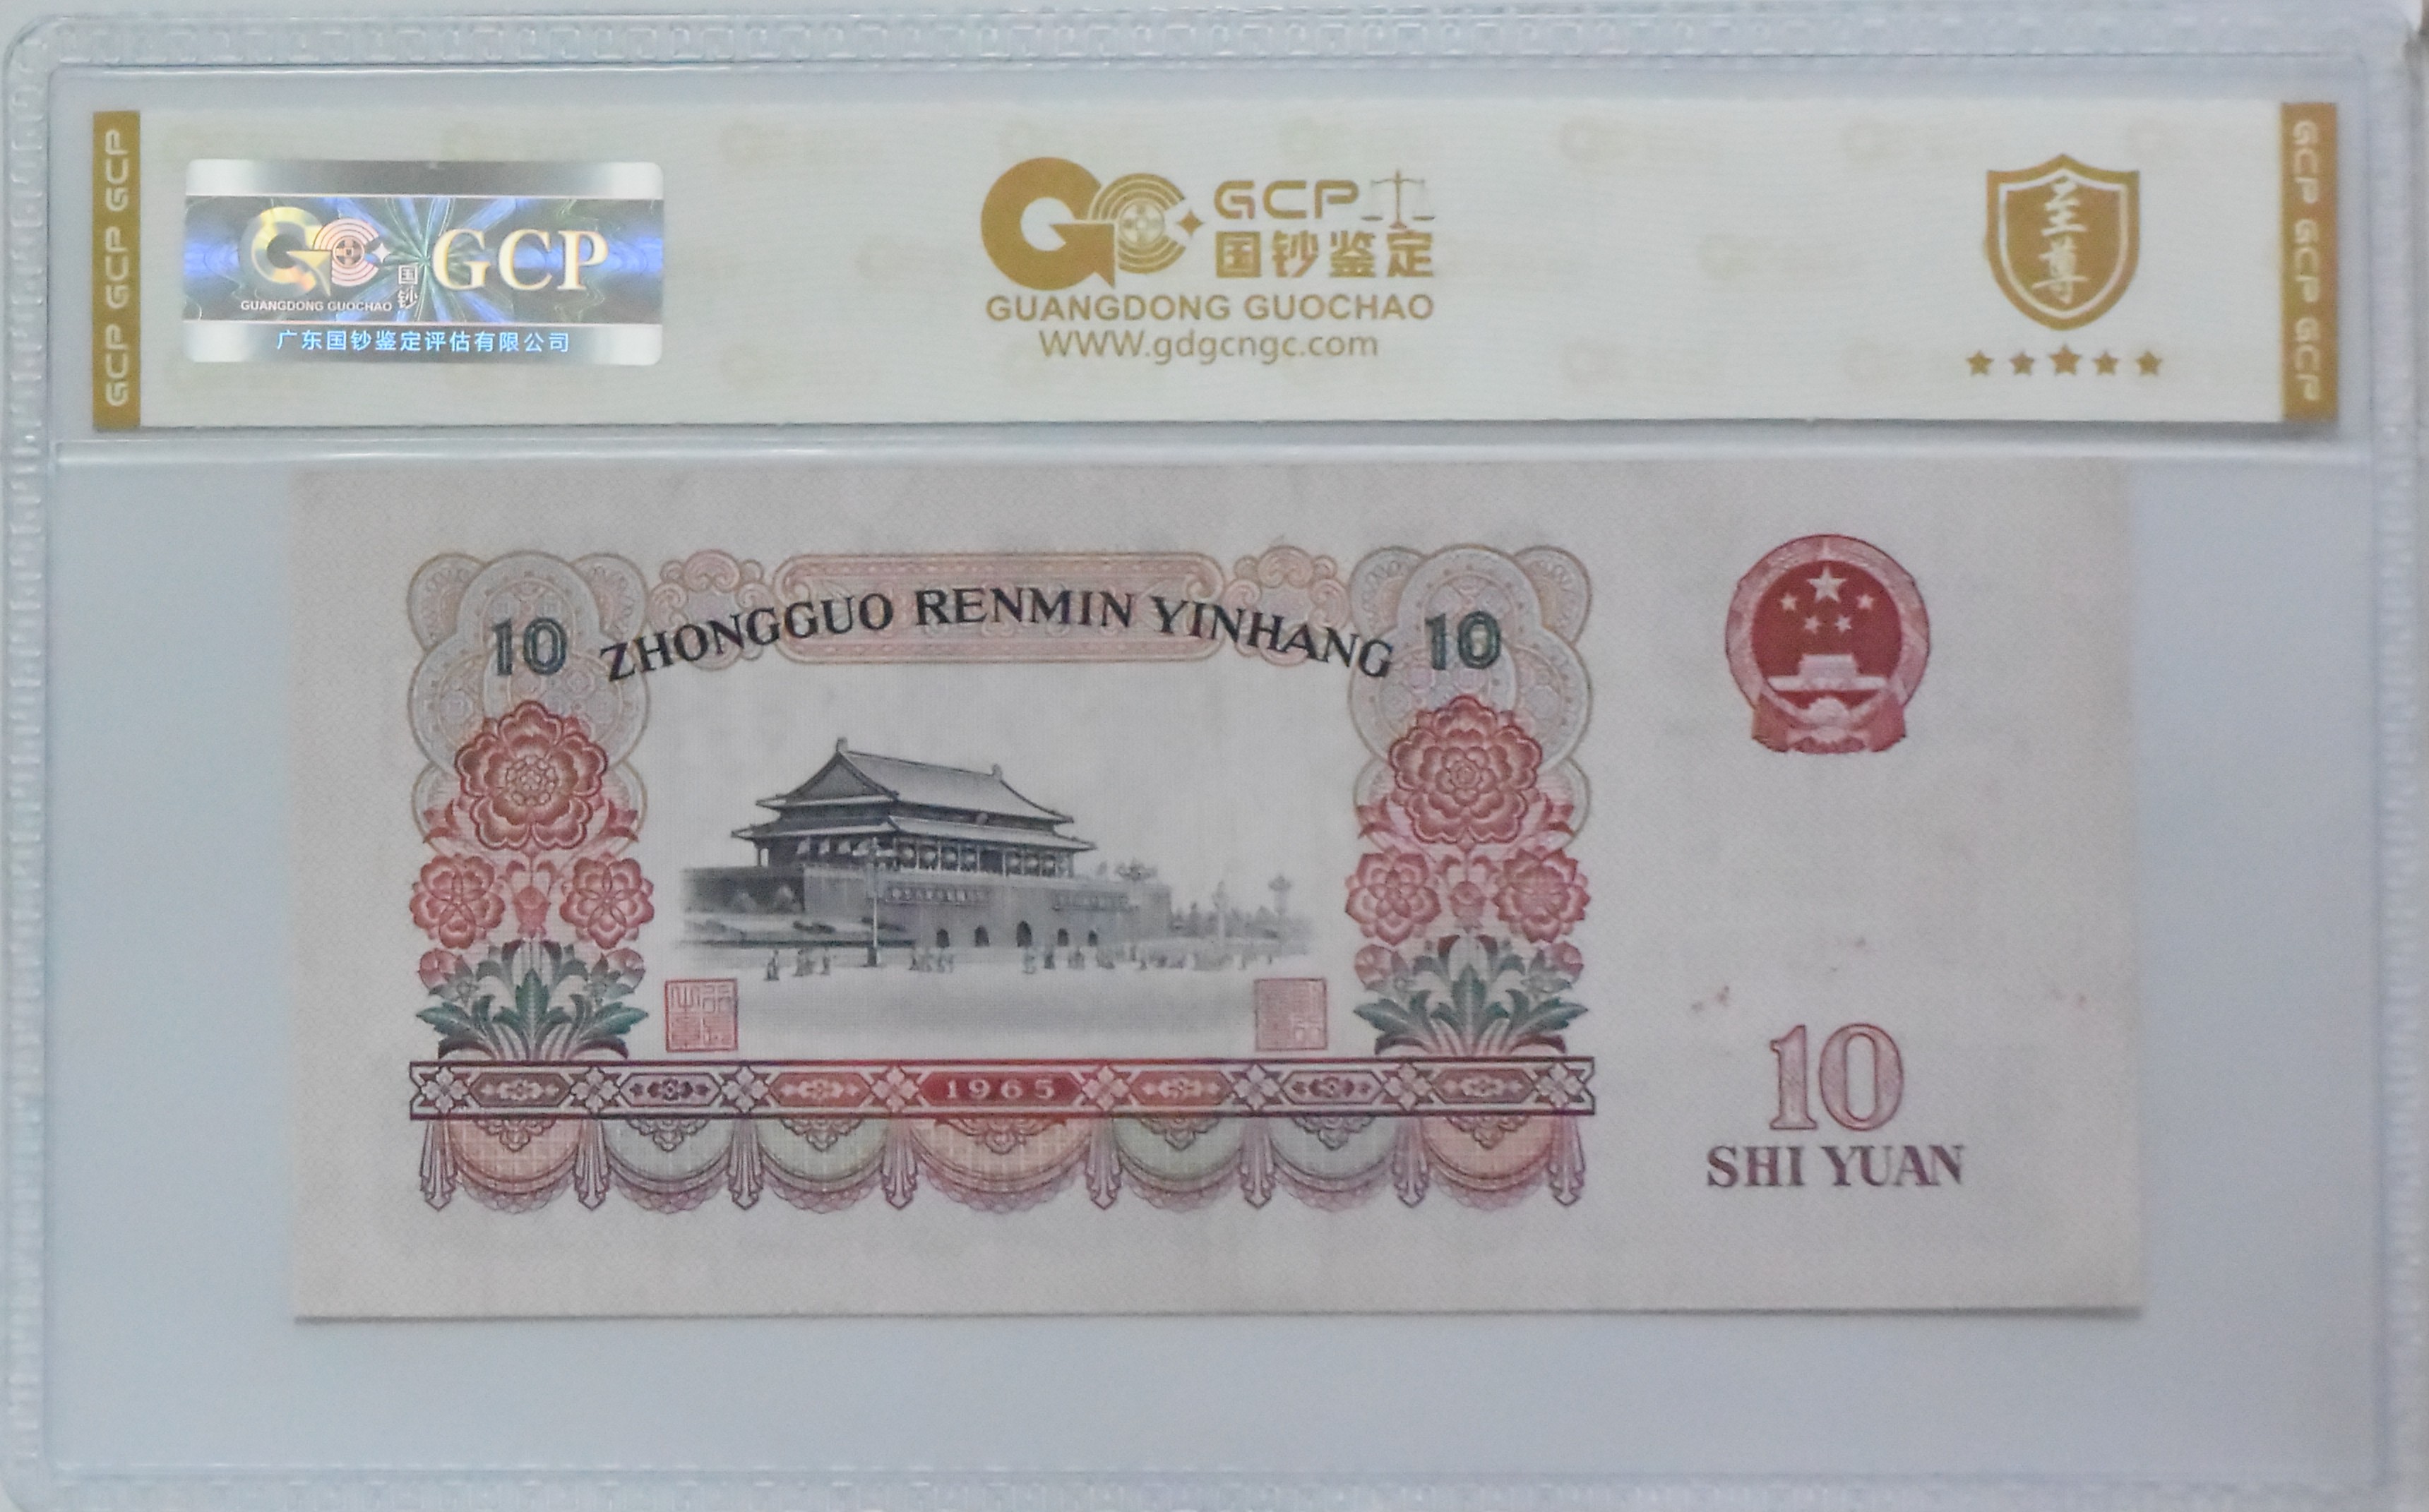 GCP GCP GCP
GCP
国钞
GUANGDONG GUOCHAO
广东国钞鉴定评估有限公司
GCP
国钞鉴定
GUANGDONG GUOCHAO
WWW.gdgcngc.com
至尊
GCP GCP GCP GCP
10 ZHONGGUO RENMIN YINHANG 10
1965
10
SHI YUAN